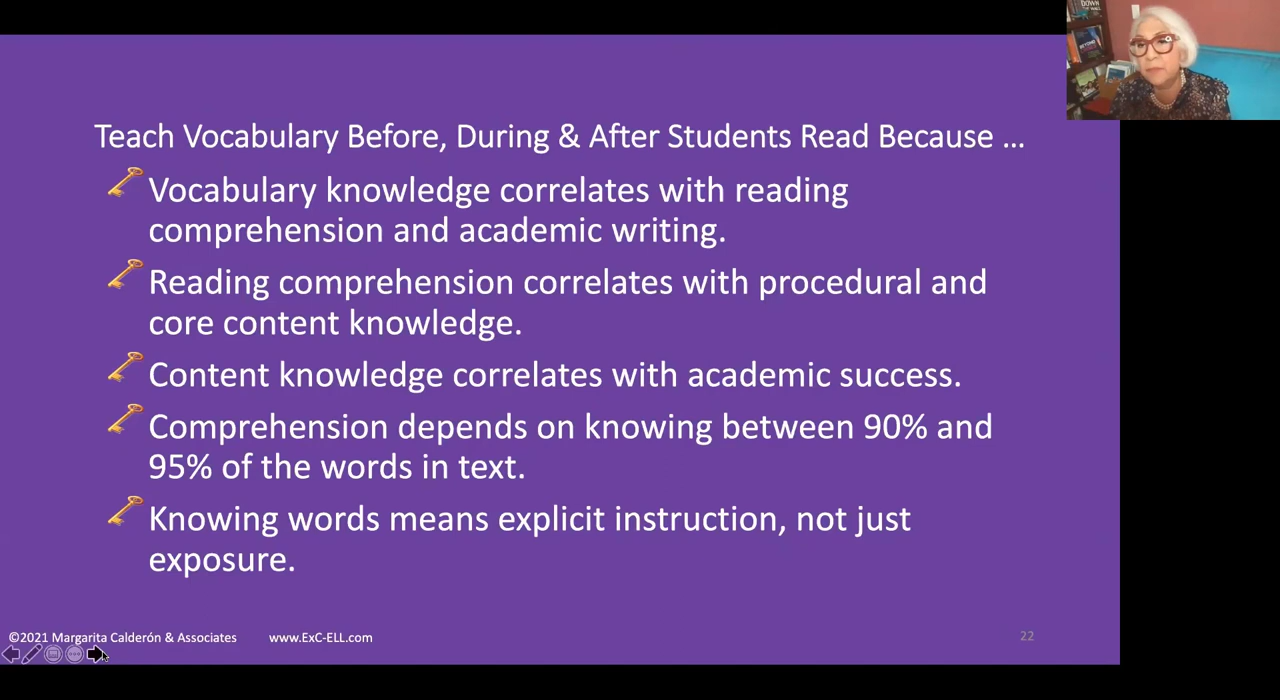 Teach Vocabulary Before, During & After Students Read Because ...
Vocabulary knowledge correlates with reading
comprehension and academic writing.
Reading comprehension correlates with procedural and
core content knowledge.
Content knowledge correlates with academic success.
Comprehension depends on knowing between 90% and
95% of the words in text.
Knowing words means explicit instruction, not just
exposure.
©2021 Margarita Calderón & Associates www.ExC-ELL.com
22
DOWN
BEYOND